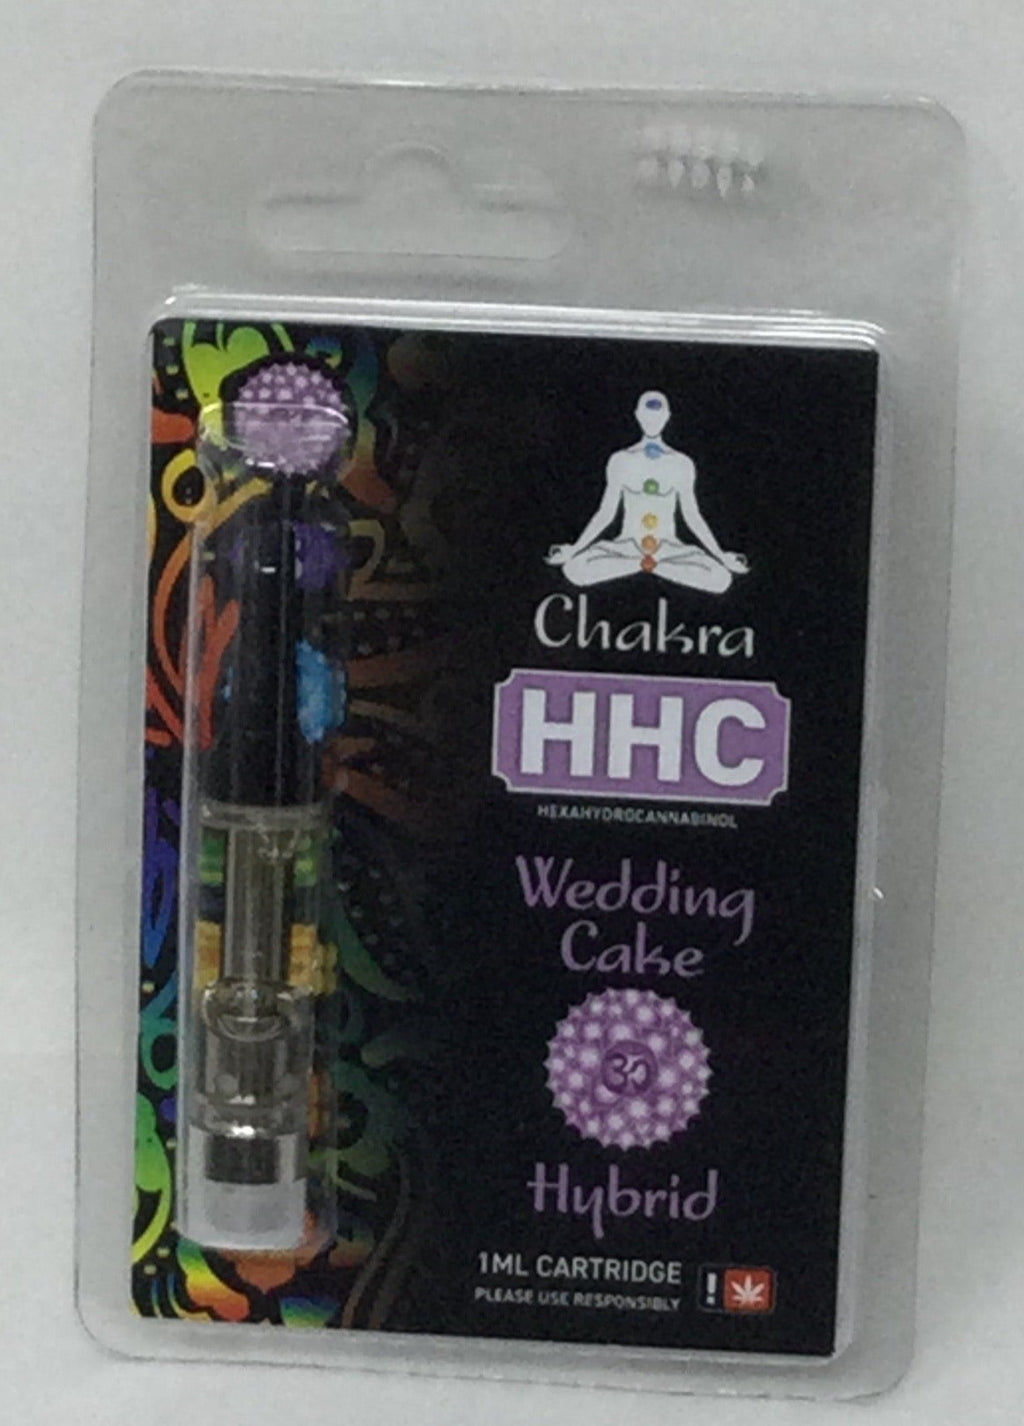 Chakra
HHC
HEXAHYDROCANNABINOL
Wedding
Cake
ॐ
Hybrid
1ML CARTRIDGE
PLEASE USE RESPONSIBLY
!